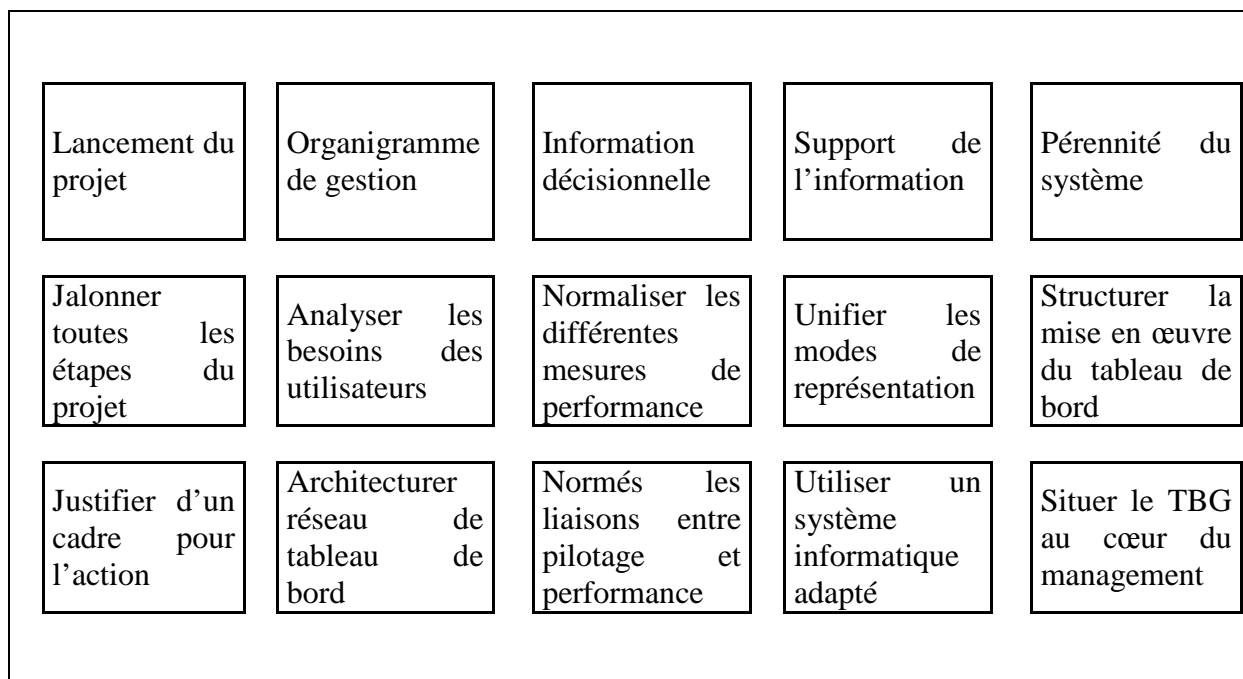 Lancement du
projet
Organigramme
de gestion
Information
décisionnelle
Support de
l’information
Pérennité du
système
Jalonner
toutes les
étapes du
projet
Analyser les
besoins des
utilisateurs
Normaliser les
différentes
mesures de
performance
Unifier les
modes de
représentation
Structurer la
mise en œuvre
du tableau de
bord
Justifier d’un
cadre pour
l’action
Architecturer
réseau de
tableau de
bord
Normés les
liaisons entre
pilotage et
performance
Utiliser un
système
informatique
adapté
Situer le TBG
au cœur du
management